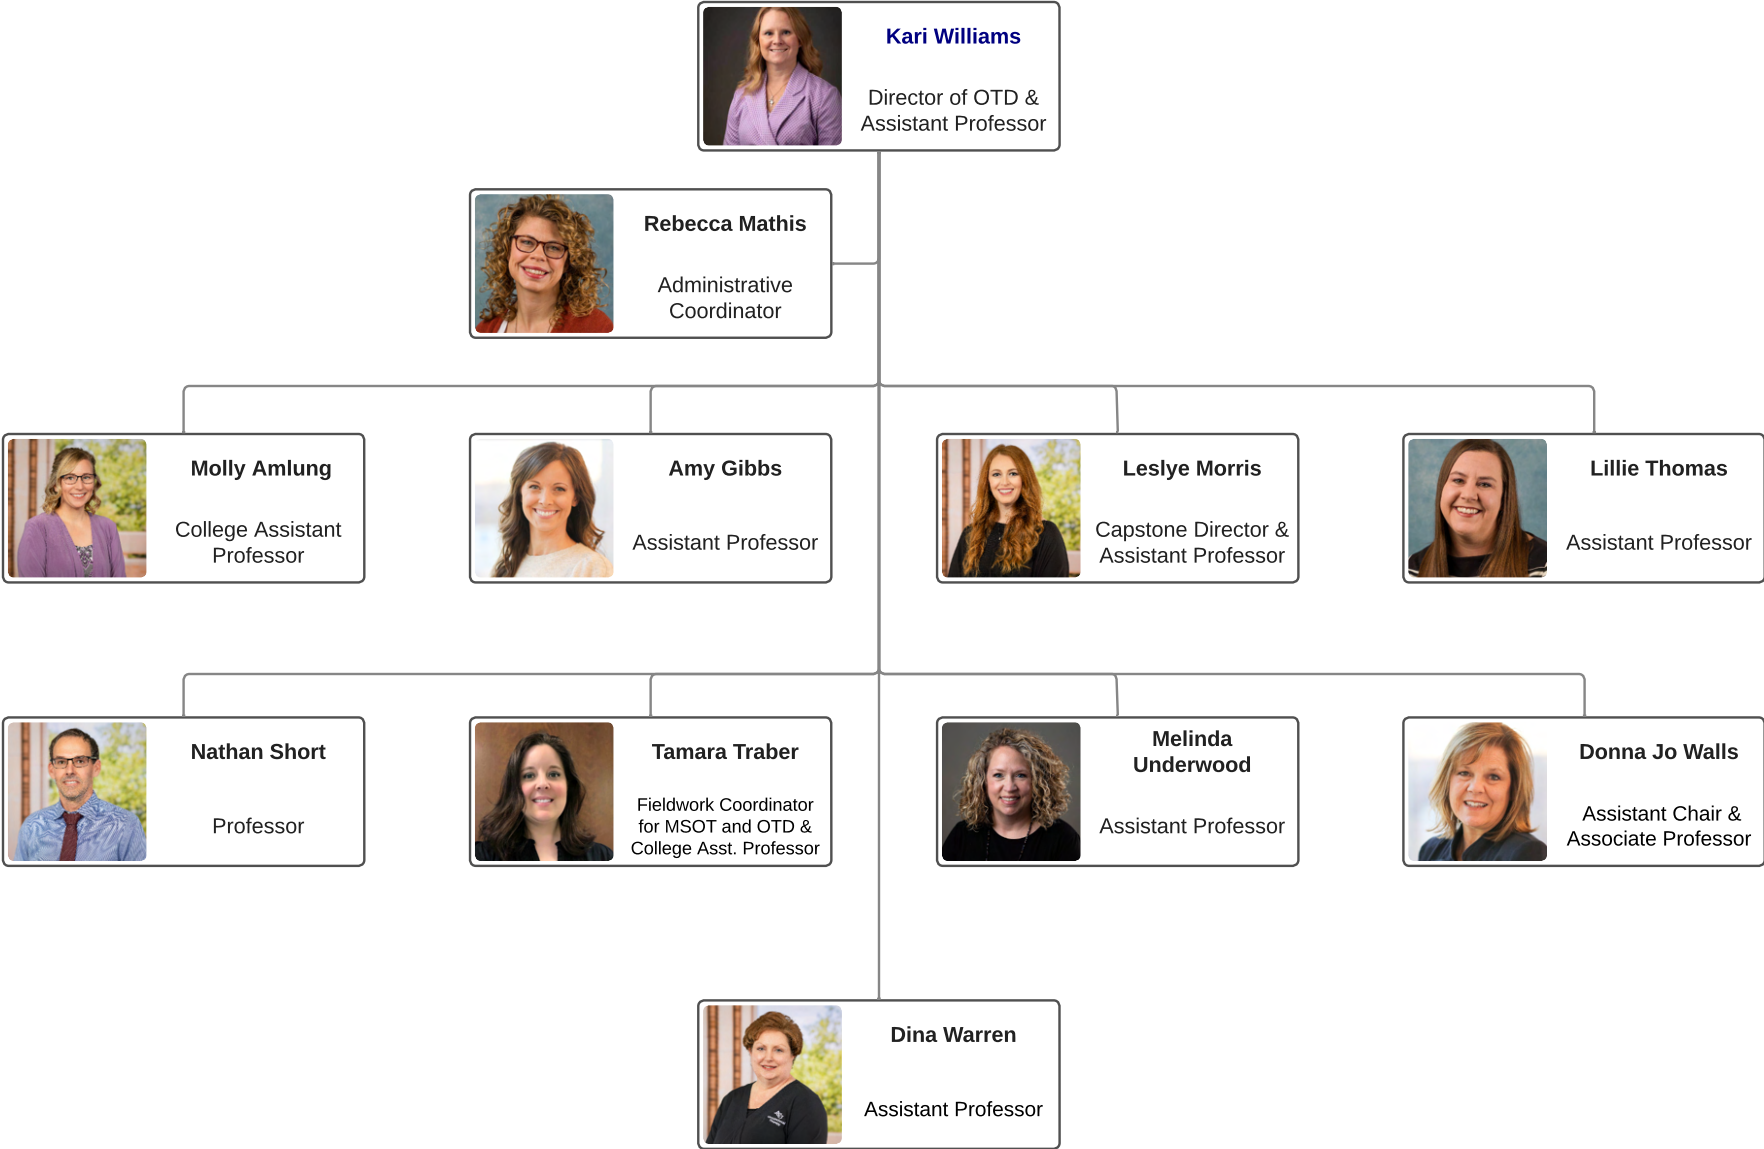 Kari Williams
Director of OTD &
Assistant Professor
Rebecca Mathis
Administrative
Coordinator
Molly Amlung
College Assistant
Professor
Amy Gibbs
Assistant Professor
Leslye Morris
Capstone Director &
Assistant Professor
Lillie Thomas
Assistant Professor
Nathan Short
Professor
Tamara Traber
Fieldwork Coordinator
for MSOT and OTD &
College Asst. Professor
Melinda
Underwood
Assistant Professor
Donna Jo Walls
Assistant Chair &
Associate Professor
Dina Warren
Assistant Professor